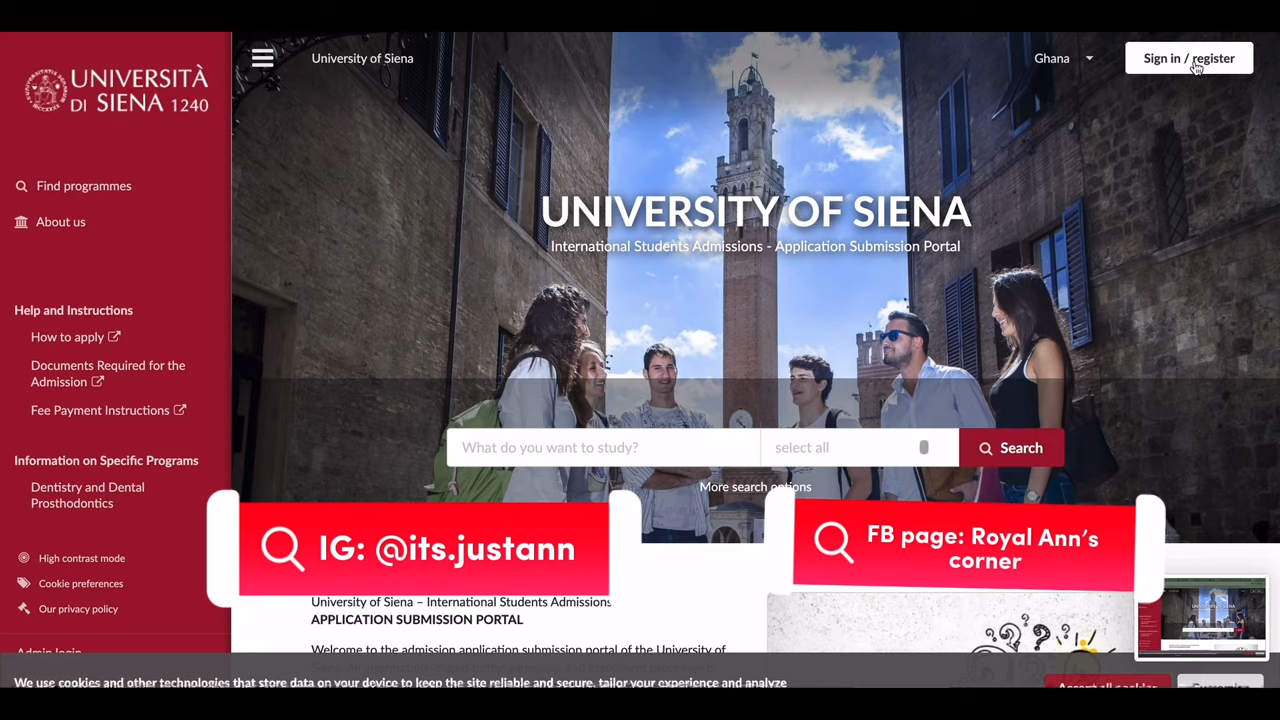 UNIVERSITÀ
DI SIENA 1240
University of Siena
Ghana
Sign in / register
Find programmes
About us
Help and Instructions
How to apply
Documents Required for the
Admission
Fee Payment Instructions
Information on Specific Programs
Dentistry and Dental
Prosthodontics
High contrast mode
Cookie preferences
Our privacy policy
Admin login
UNIVERSITY OF SIENA
International Students Admissions - Application Submission Portal
What do you want to study?
select all
Search
More search options
IG: @its.justann
FB page: Royal Ann's
corner
University of Siena – International Students Admissions
APPLICATION SUBMISSION PORTAL
Welcome to the admission application submission portal of the University of
We use cookies and other technologies that store data on your device to keep the site reliable and secure, tailor your experience and analyze
Accept all cookies
Customize